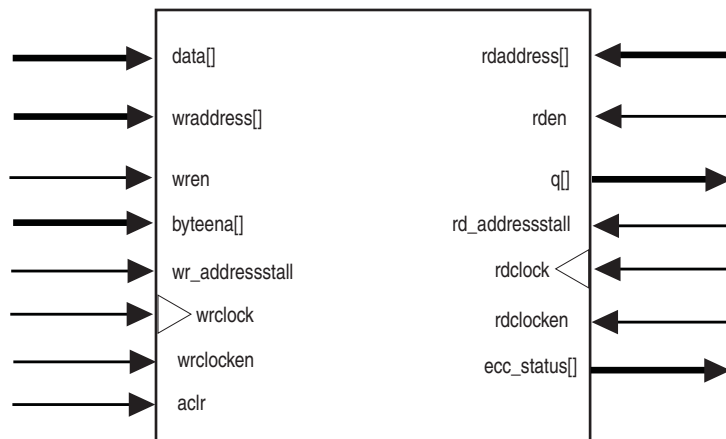 data[]
rdaddress[]
wraddress[]
rden
wren
q[]
byteena[]
rd_addressstall
wr_addressstall
rdclock
wrclock
rdclocken
wrclocken
ecc_status[]
aclr